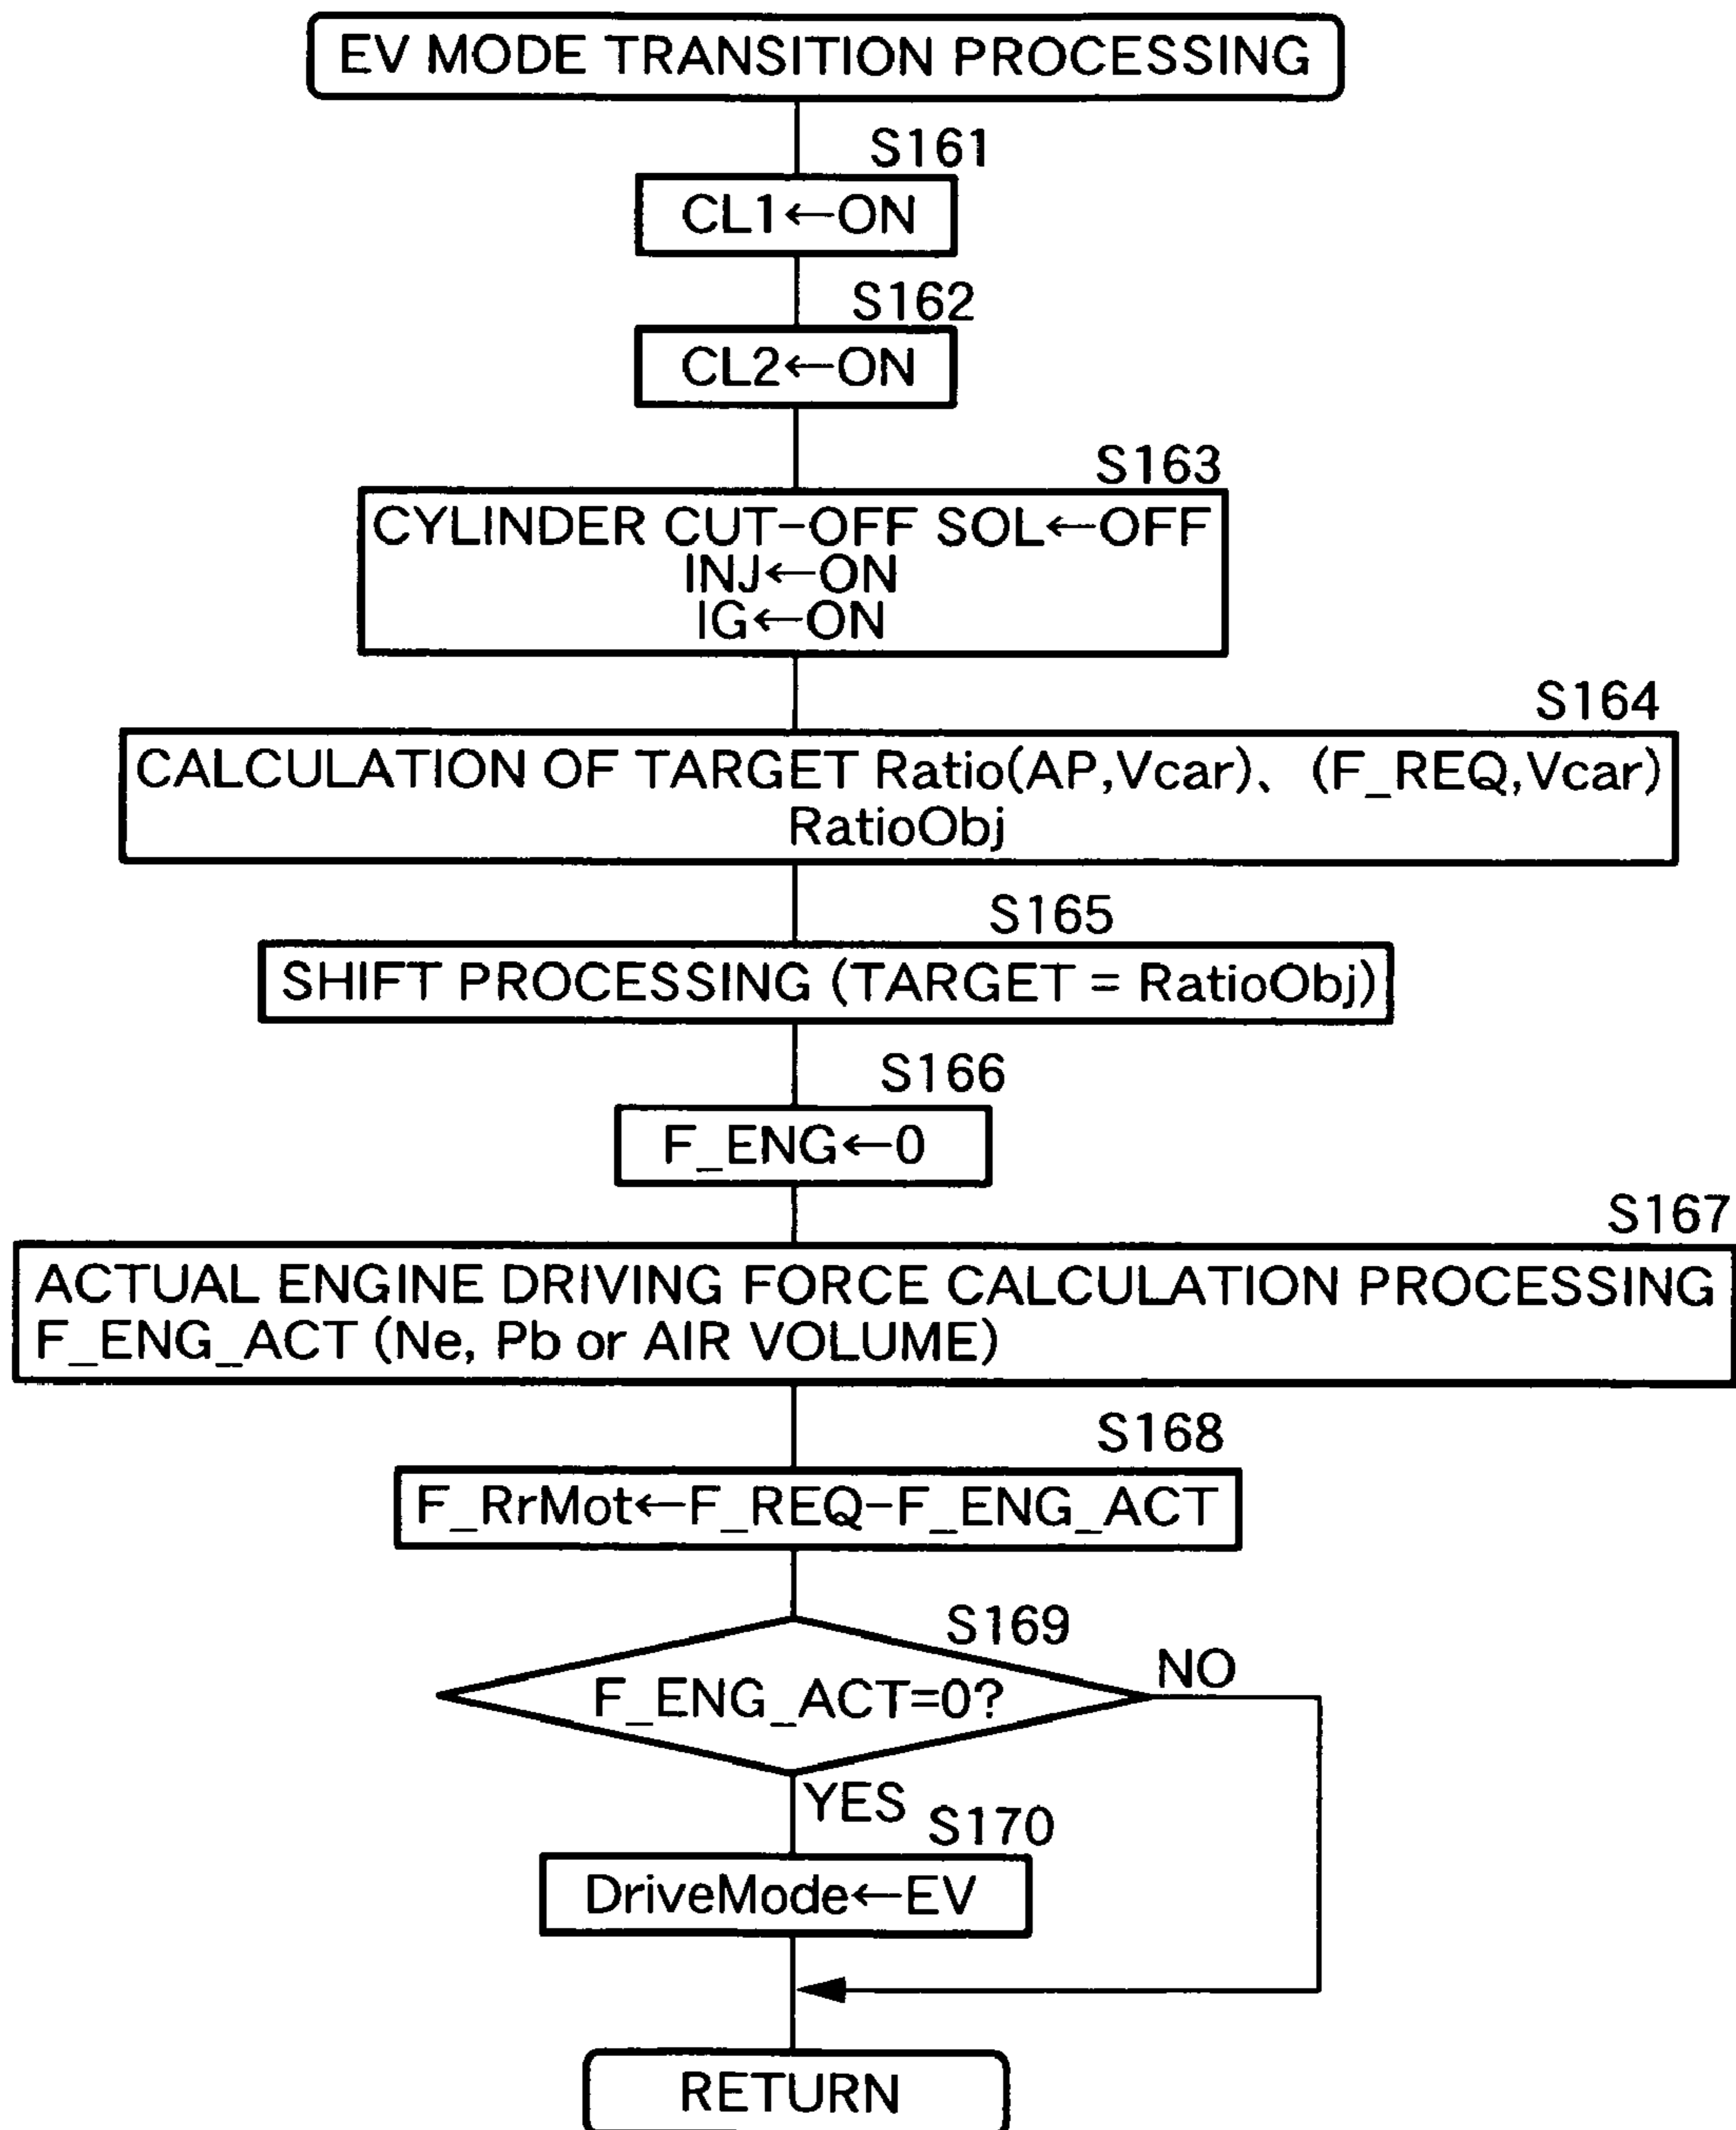 EV MODE TRANSITION PROCESSING
S161
CL1←ON
S162
CL2←ON
S163
CYLINDER CUT-OFF SOL←OFF
INJ←ON
IG←ON
S164
CALCULATION OF TARGET Ratio(AP,Vcar)、(F_REQ,Vcar)
RatioObj
S165
SHIFT PROCESSING (TARGET = RatioObj)
S166
F_ENG←0
S167
ACTUAL ENGINE DRIVING FORCE CALCULATION PROCESSING
F_ENG_ACT (Ne, Pb or AIR VOLUME)
S168
F_RrMot←F_REQ-F_ENG_ACT
S169
F_ENG_ACT=0?
NO
YES
S170
DriveMode←EV
RETURN